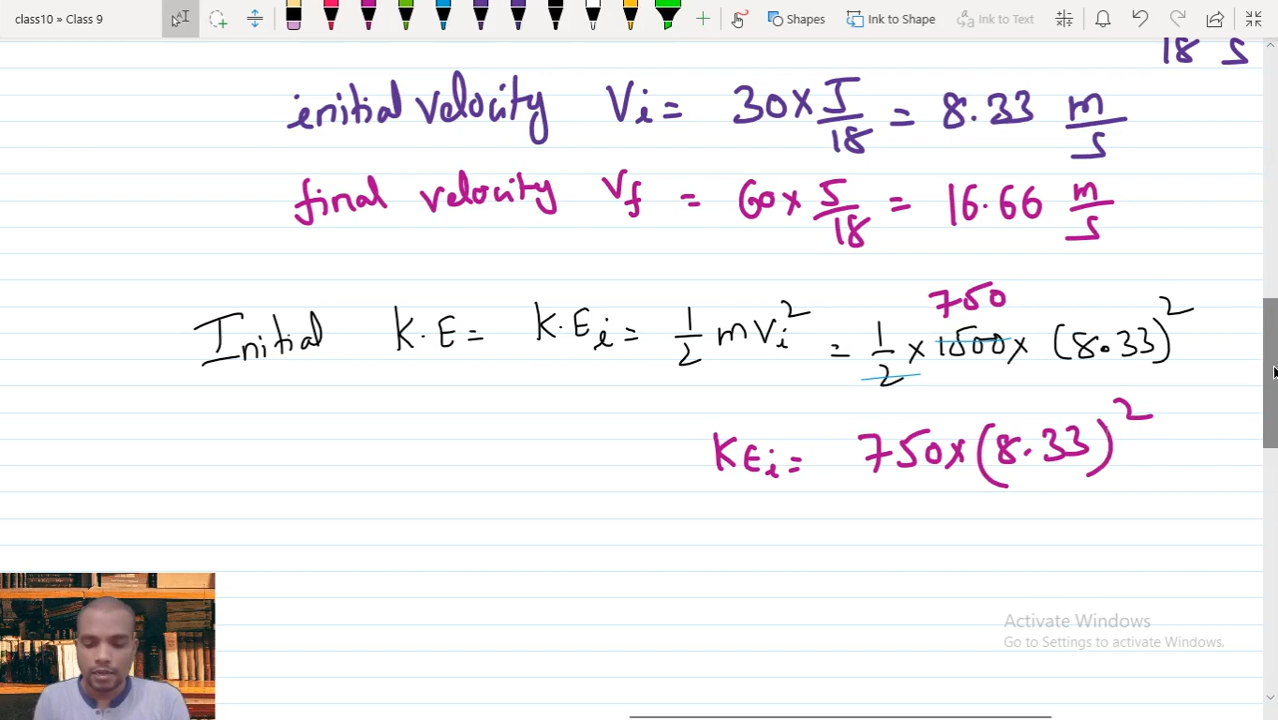 class10 » Class 9
Shapes
Ink to Shape
Ink to Text
18 s
initial velocity Vi = 30 × 5/18 = 8.33 m/s
final velocity Vf = 60 × 5/18 = 16.66 m/s
750
Initial K.E = K.Ei = 1/2 mVi² = 1/2 × 1500 × (8.33)²
KEi = 750 × (8.33)²
Activate Windows
Go to Settings to activate Windows.